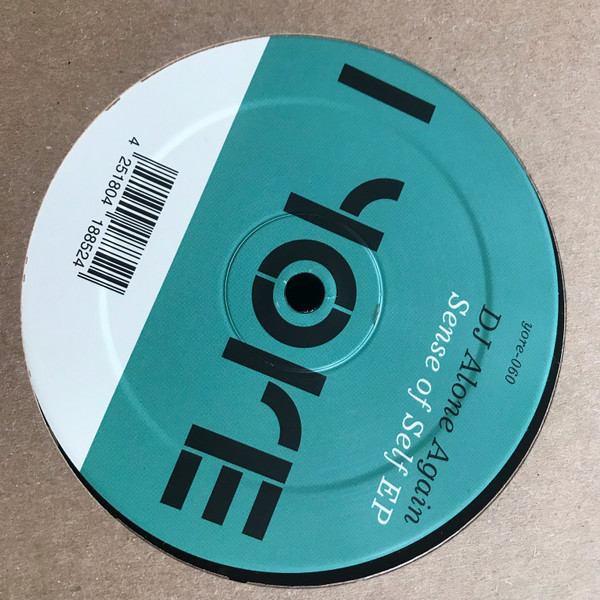 yore-060
DJ Alone Again
Sense of Self EP
I YORE
4 251804 188524